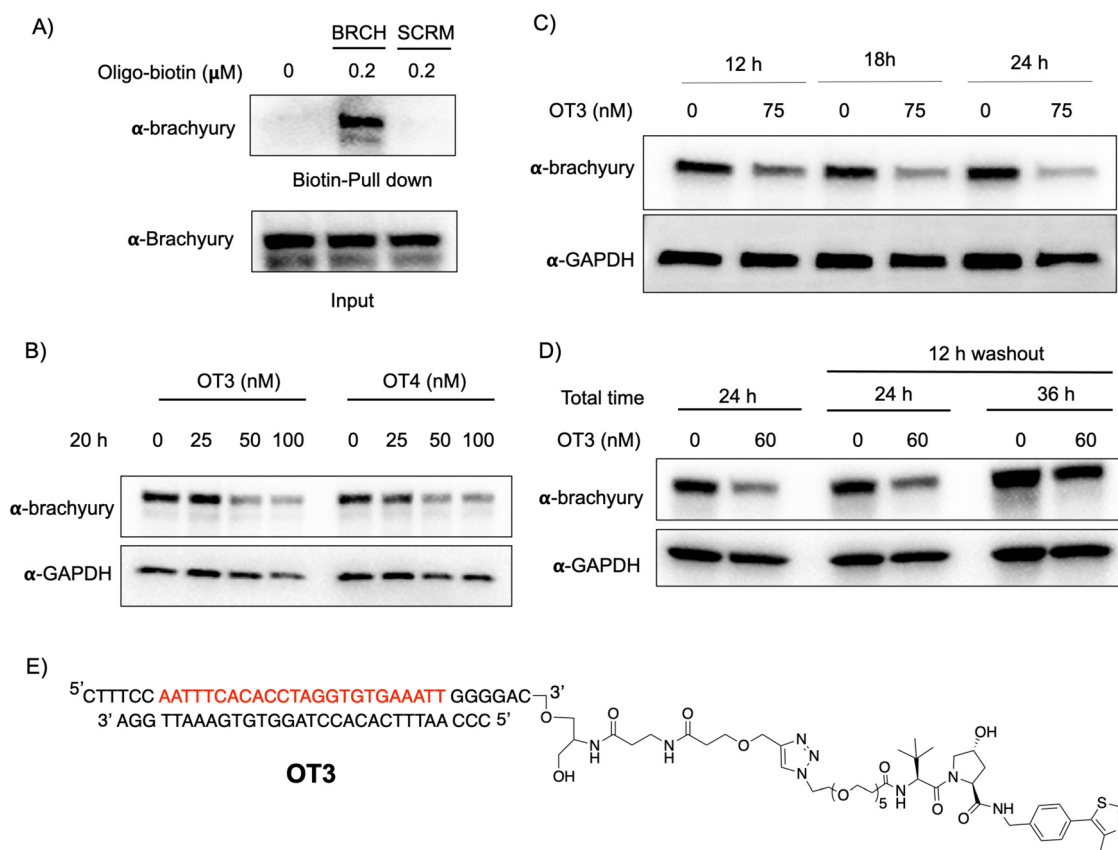 A)
BRCH SCRM
Oligo-biotin (μM) 0 0.2 0.2
α-brachyury
Biotin-Pull down
α-Brachyury
Input
B)
OT3 (nM) OT4 (nM)
20 h 0 25 50 100 0 25 50 100
α-brachyury
α-GAPDH
C)
12 h 18h 24 h
OT3 (nM) 0 75 0 75 0 75
α-brachyury
α-GAPDH
D)
12 h washout
Total time 24 h 24 h 36 h
OT3 (nM) 0 60 0 60 0 60
α-brachyury
α-GAPDH
E)
5’CTTTCC AATTTCACACCTAGGTGTGAAATT GGGGAC 3’
3’ AGG TTAAAGTGTGGATCCACACTTTAA CCC 5’
OT3
O
OH
N
H
O
N
H
O
O
N
N
N
O
5
O
N
H
O
N
OH
O
NH
S